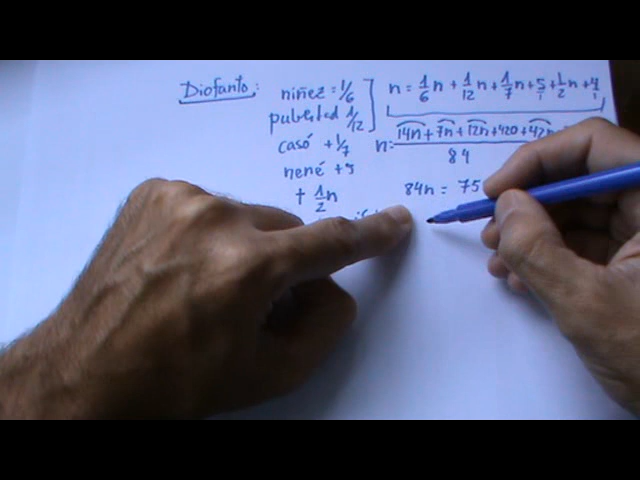 Diofanto:
niñez = 1/6
pubertad 1/12
casó + 1/7
nené + 5
† 1/2 n
n = 1/6 n + 1/12 n + 1/7 n + 5/1 + 1/2 n + 4/1
n = 14n + 7n + 12n + 420 + 42n
84
84n = 75